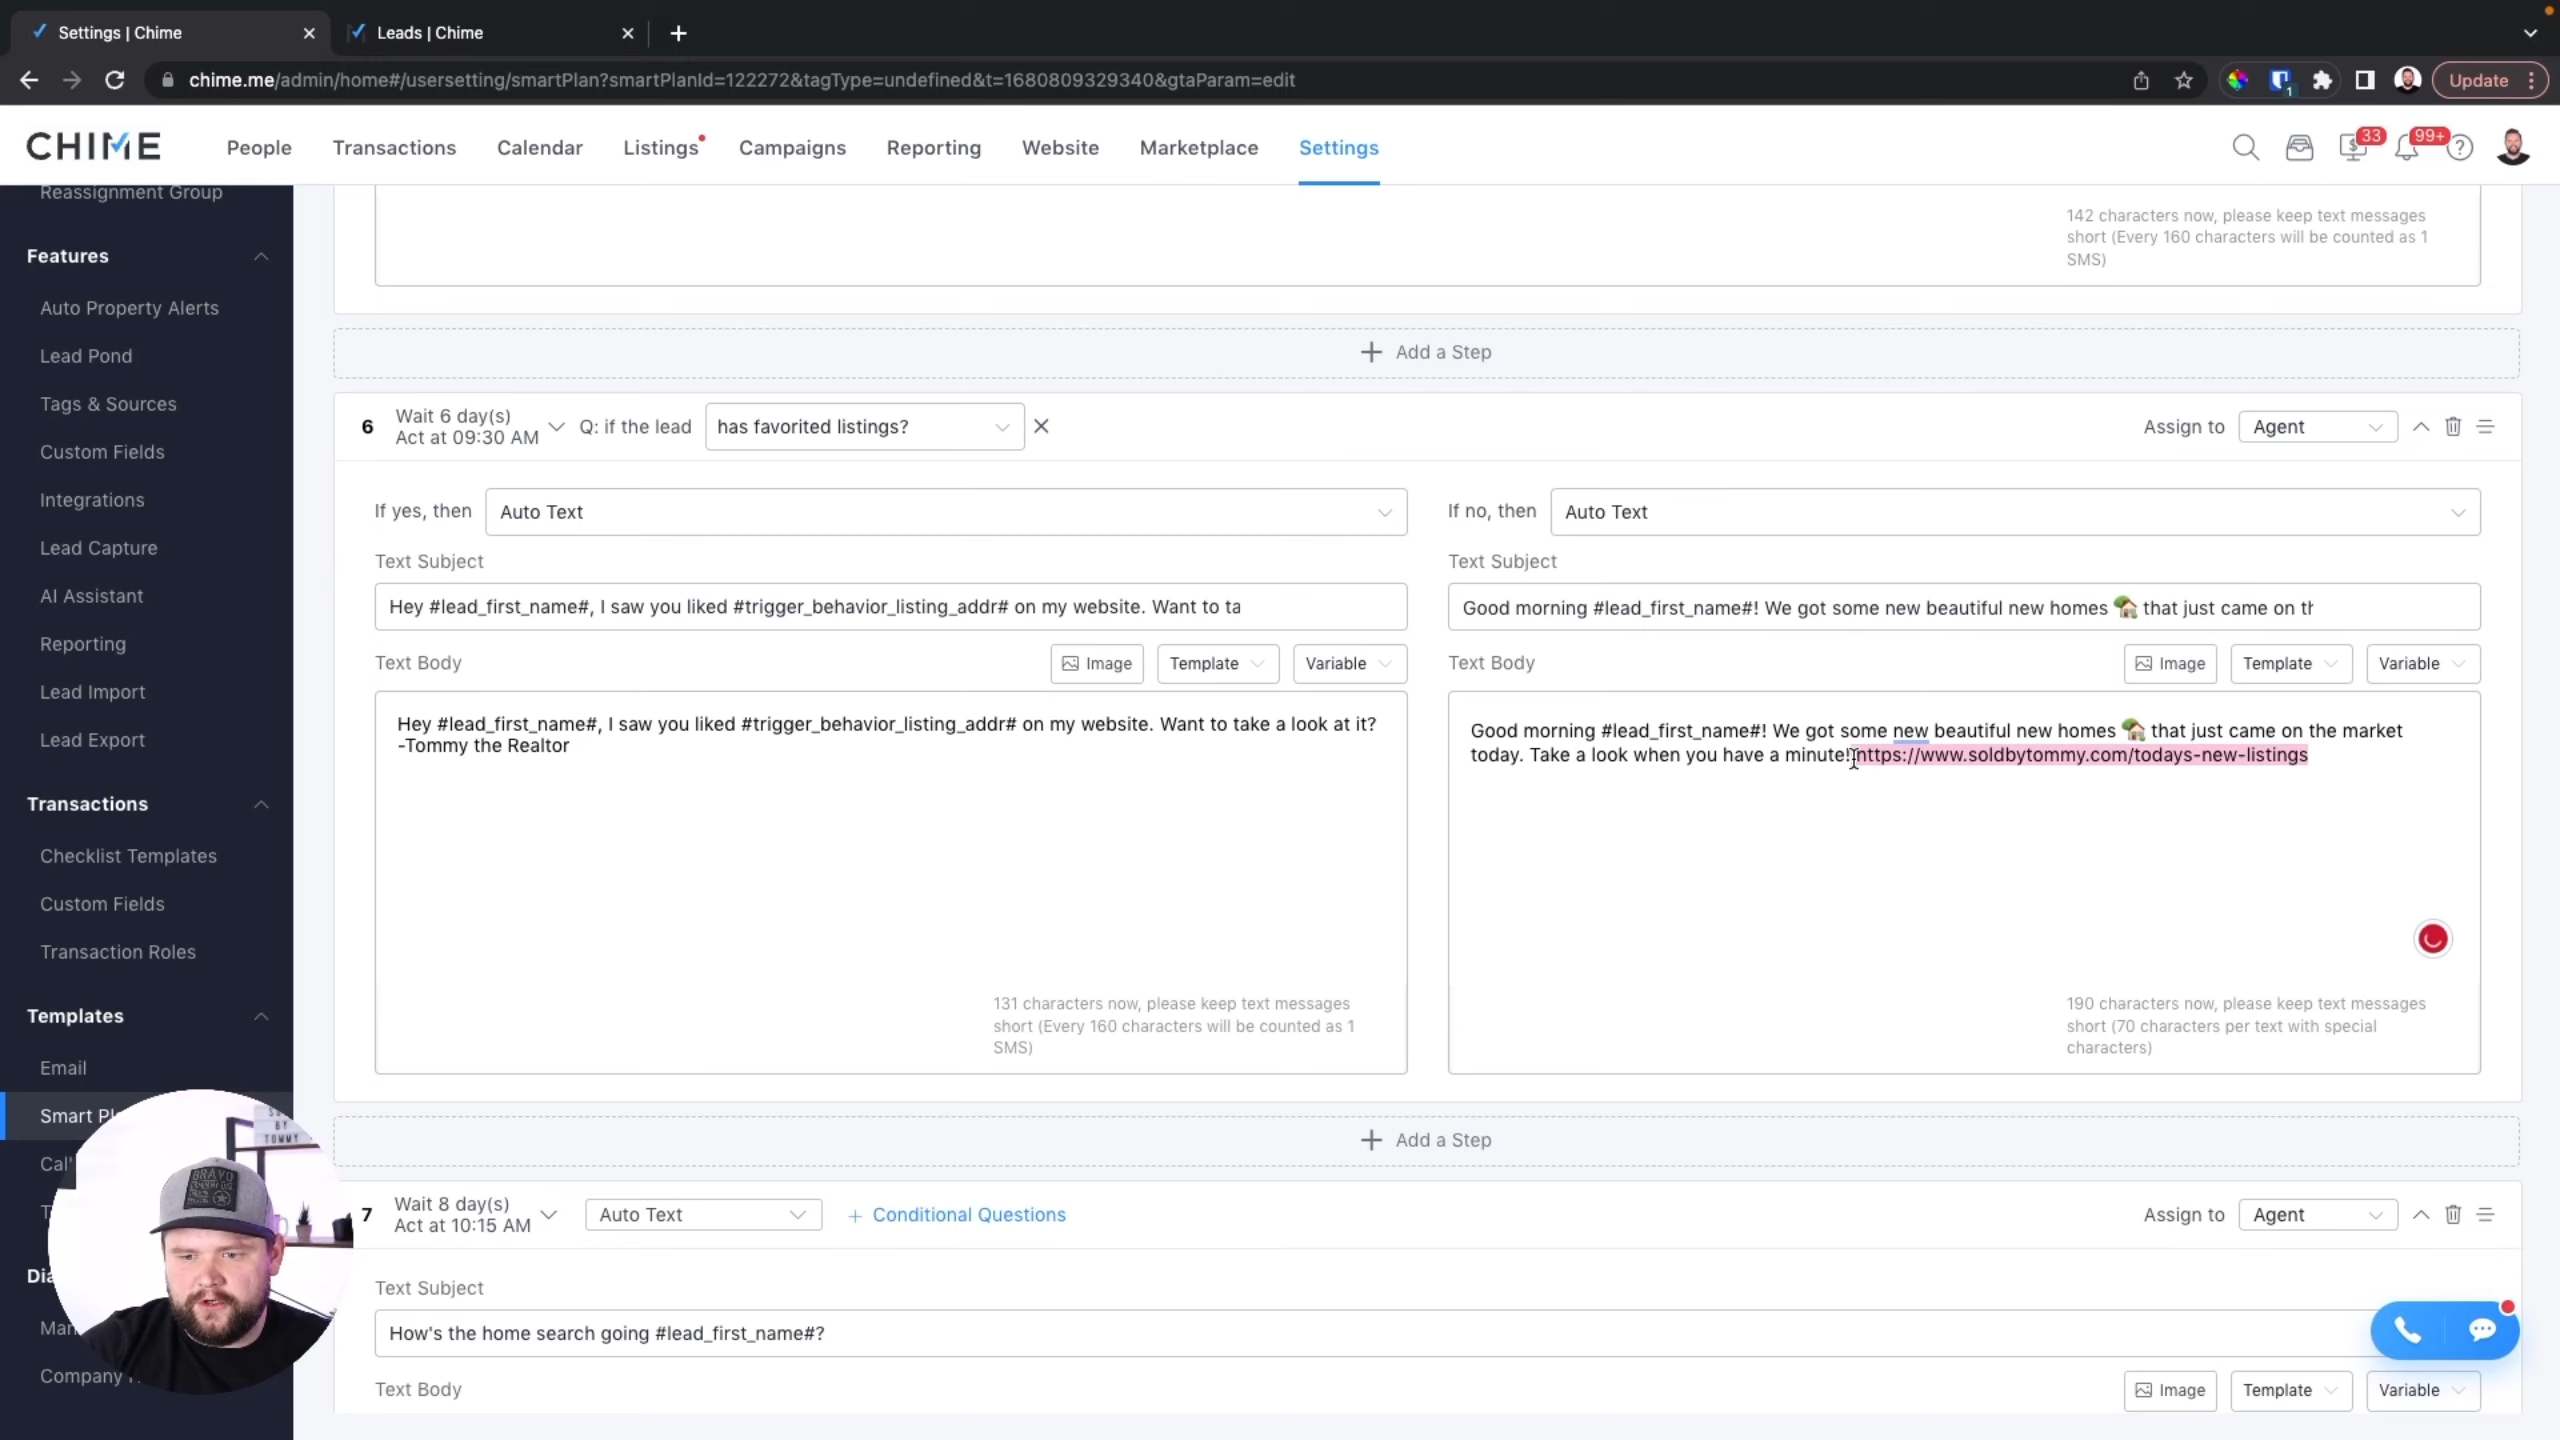 Settings | Chime
Leads | Chime
chime.me/admin/home#/usersetting/smartPlan?smartPlanId=122272&tagType=undefined&t=1680809329340&gtaParam=edit
1
Update
CHIME
People
Transactions
Calendar
Listings
Campaigns
Reporting
Website
Marketplace
Settings
33
99+
Reassignment Group
Features
Auto Property Alerts
Lead Pond
Tags & Sources
Custom Fields
Integrations
Lead Capture
AI Assistant
Reporting
Lead Import
Lead Export
Transactions
Checklist Templates
Custom Fields
Transaction Roles
Templates
Email
Smart Pl
Call
Company
142 characters now, please keep text messages
short (Every 160 characters will be counted as 1
SMS)
Add a Step
6
Wait 6 day(s)
Act at 09:30 AM
Q: if the lead
has favorited listings?
Assign to
Agent
If yes, then
Auto Text
Text Subject
Hey #lead_first_name#, I saw you liked #trigger_behavior_listing_addr# on my website. Want to ta
Text Body
Image
Template
Variable
Hey #lead_first_name#, I saw you liked #trigger_behavior_listing_addr# on my website. Want to take a look at it?
-Tommy the Realtor
131 characters now, please keep text messages
short (Every 160 characters will be counted as 1
SMS)
If no, then
Auto Text
Text Subject
Good morning #lead_first_name#! We got some new beautiful new homes 🏡 that just came on th
Text Body
Image
Template
Variable
Good morning #lead_first_name#! We got some new beautiful new homes 🏡 that just came on the market
today. Take a look when you have a minute! https://www.soldbytommy.com/todays-new-listings
190 characters now, please keep text messages
short (70 characters per text with special
characters)
Add a Step
7
Wait 8 day(s)
Act at 10:15 AM
Auto Text
Conditional Questions
Assign to
Agent
Text Subject
How's the home search going #lead_first_name#?
Text Body
Image
Template
Variable
BY
TOMMY
BRAVO